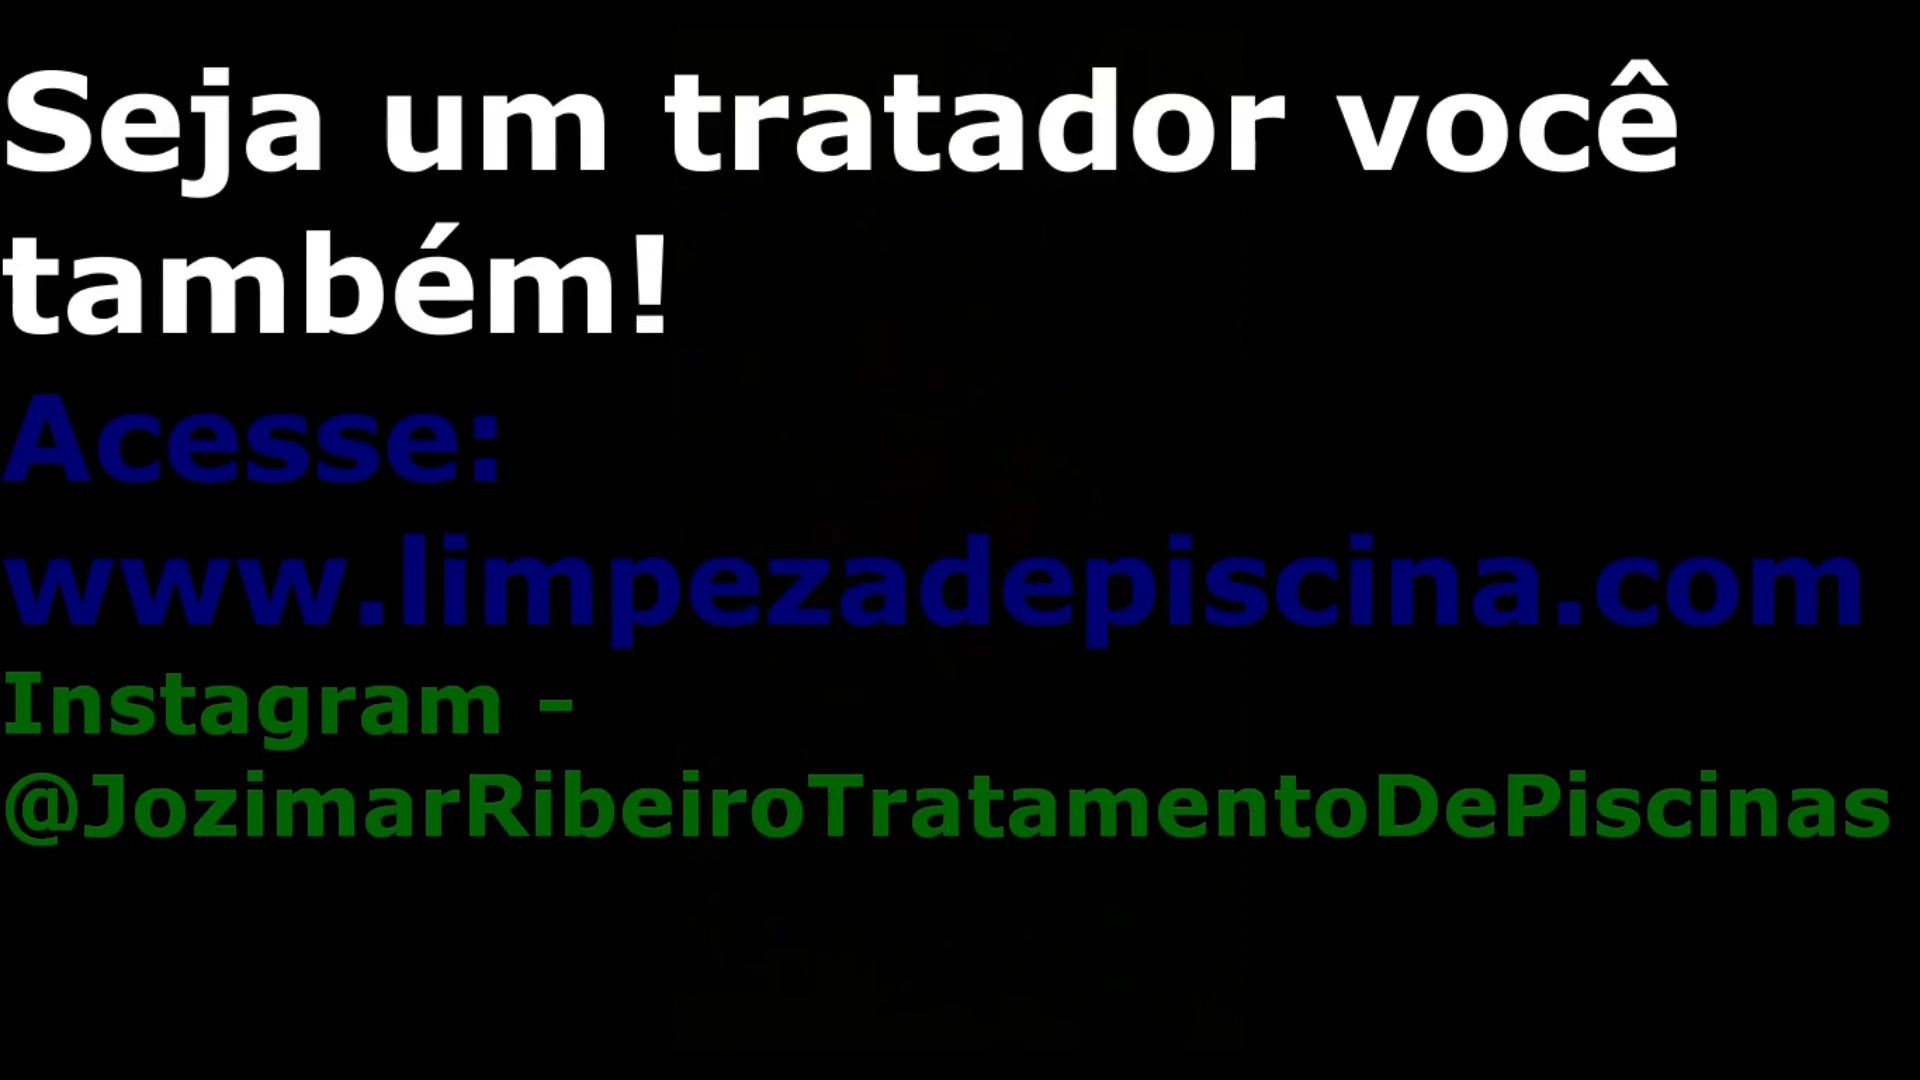 Seja um tratador você
também!
Acesse:
www.limpezadepiscina.com
Instagram -
@JozimarRibeiroTratamentoDePiscinas